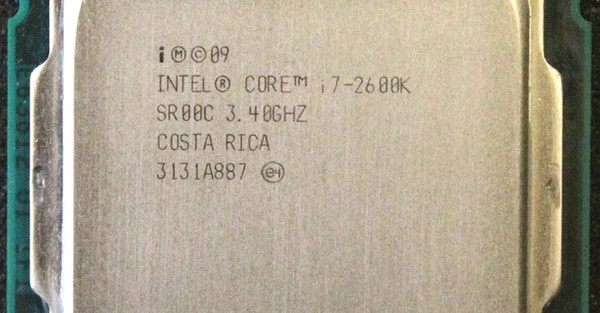 i Ⓜ©09
INTEL® CORE™ i7-2600K
SR00C 3.40GHZ
COSTA RICA
3131A887 e4